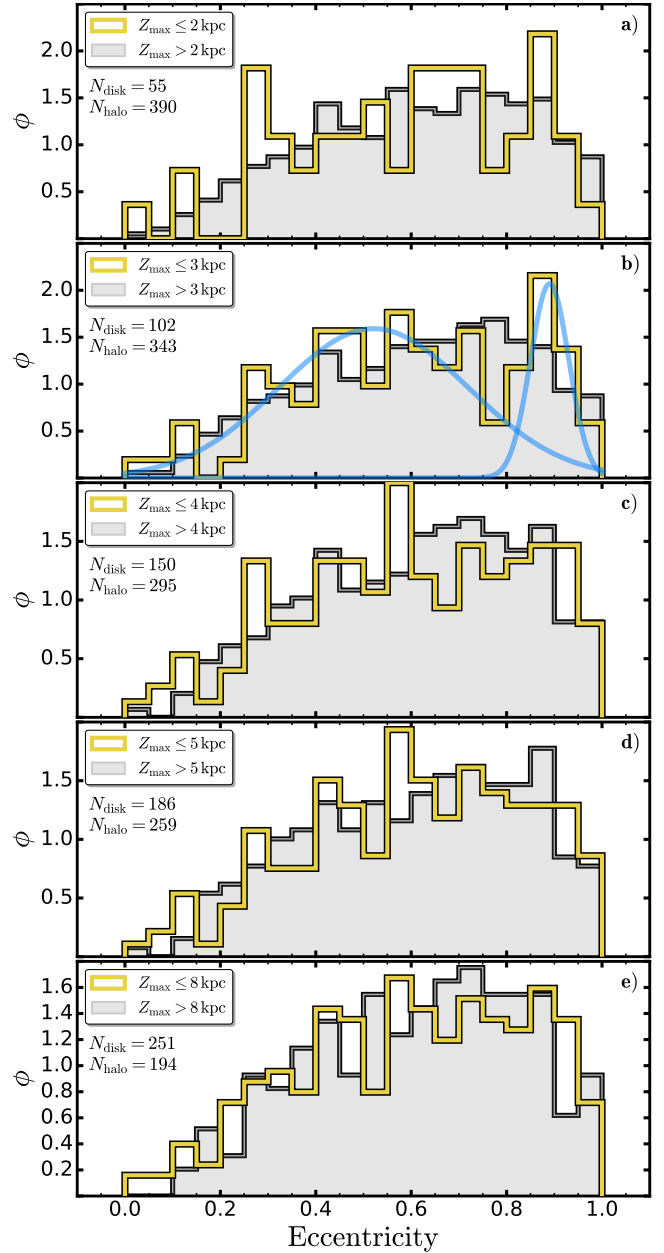 Z_max ≤ 2 kpc
Z_max > 2 kpc
a)
N_disk = 55
N_halo = 390
2.0
1.5
1.0
0.5
ϕ
Z_max ≤ 3 kpc
Z_max > 3 kpc
b)
N_disk = 102
N_halo = 343
2.0
1.5
1.0
0.5
ϕ
Z_max ≤ 4 kpc
Z_max > 4 kpc
c)
N_disk = 150
N_halo = 295
1.5
1.0
0.5
ϕ
Z_max ≤ 5 kpc
Z_max > 5 kpc
d)
N_disk = 186
N_halo = 259
1.5
1.0
0.5
ϕ
Z_max ≤ 8 kpc
Z_max > 8 kpc
e)
N_disk = 251
N_halo = 194
1.6
1.4
1.2
1.0
0.8
0.6
0.4
0.2
ϕ
0.0 0.2 0.4 0.6 0.8 1.0
Eccentricity